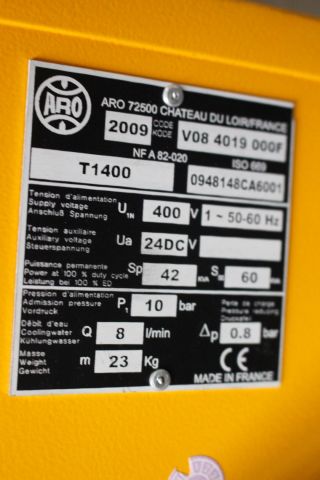 ARO
ARO 72500 CHATEAU DU LOIR/FRANCE
2009 CODE KODE V08 4019 000F
NF A 82-020 ISO 669
T1400 0948148CA6001
Tension d'alimentation
Supply voltage U1N 400 V 1 ~ 50-60 Hz
Anschluß Spannung
Tension auxiliaire
Auxiliary voltage Ua 24DC V
Steuerspannung
Puissance permanente
Power at 100 % duty cycle Sp 42 KVA S 60
Leistung bei 100 % ED
Pression d'alimentation Perte de charge
Admission pressure P1 10 bar Pressure drop
Vordruck Druckabfall
Débit d'eau
Coolingwater Q 8 l/min Δp 0.8 bar
Kühlungwasser
Masse
Weight m 23 Kg CE
Gewicht
MADE IN FRANCE